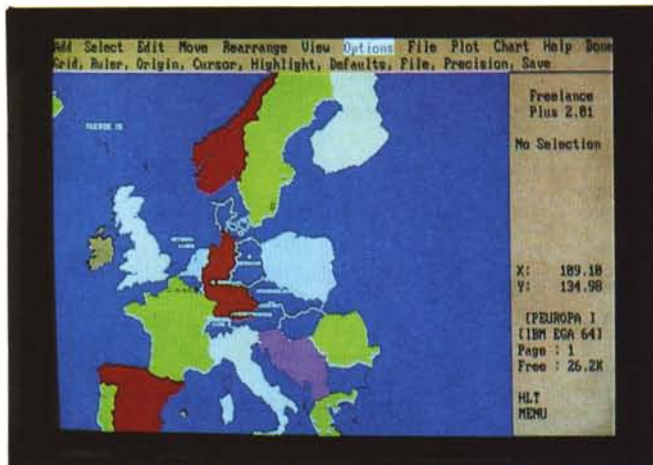 Add Select Edit Move Rearrange View Options File Plot Chart Help Done
Grid, Ruler, Origin, Cursor, Highlight, Defaults, File, Precision, Save
Freelance
Plus 2.01
No Selection
X: 109.10
Y: 134.98
[PEUROPA ]
[IBM EGA 64]
Page : 1
Free : 26.2K
HLT
MENU